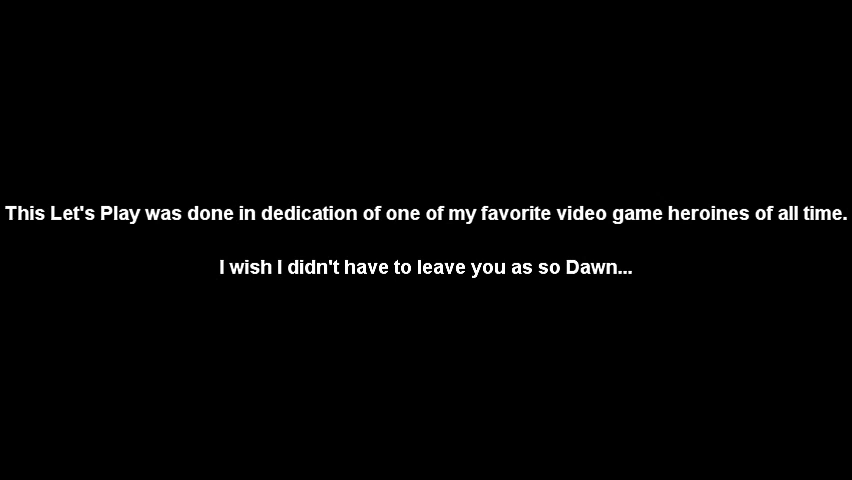 This Let's Play was done in dedication of one of my favorite video game heroines of all time.
I wish I didn't have to leave you as so Dawn...